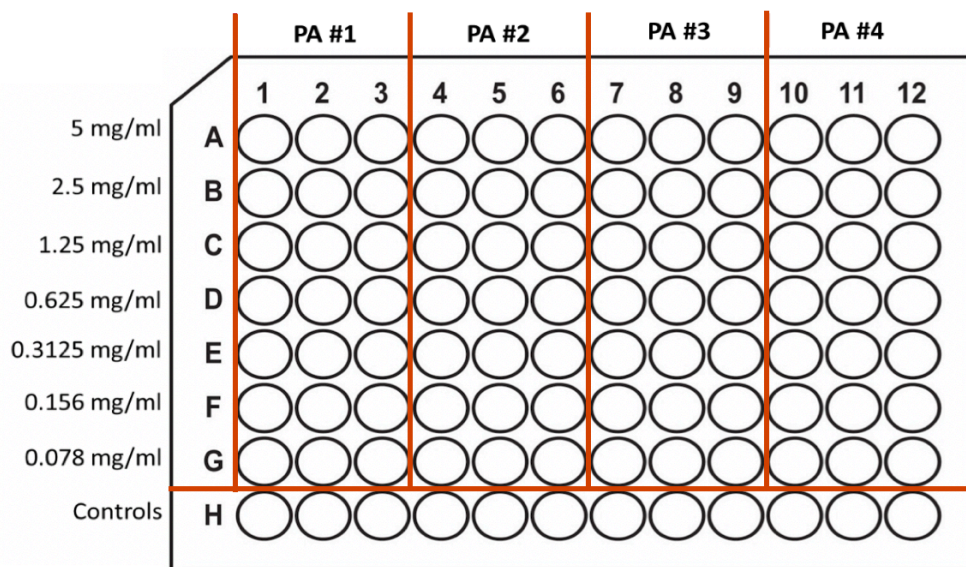 PA #1 PA #2 PA #3 PA #4
1 2 3 4 5 6 7 8 9 10 11 12
5 mg/ml A
2.5 mg/ml B
1.25 mg/ml C
0.625 mg/ml D
0.3125 mg/ml E
0.156 mg/ml F
0.078 mg/ml G
Controls H